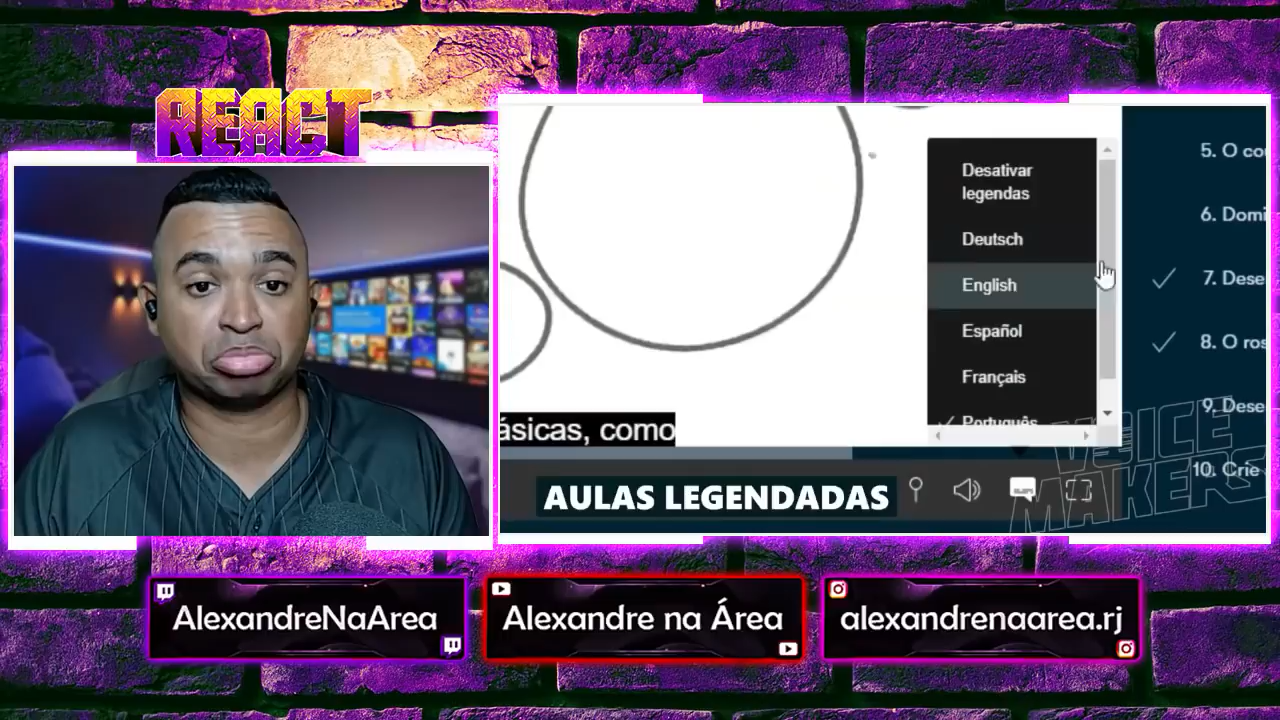 REACT
Desativar
legendas
Deutsch
English
Español
Français
Português
ásicas, como
AULAS LEGENDADAS
5. O co
6. Domi
7. Dese
8. O ros
9. Dese
10. Crie
VOICE
MAKERS
AlexandreNaArea
Alexandre na Área
alexandrenaarea.rj